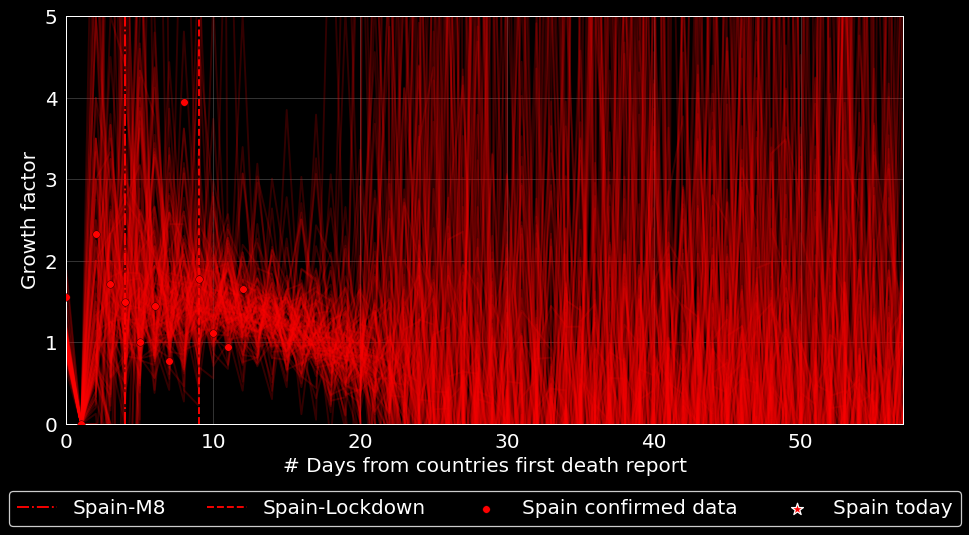 5
4
3
2
1
0
Growth factor
0 10 20 30 40 50
# Days from countries first death report
Spain-M8 Spain-Lockdown Spain confirmed data Spain today